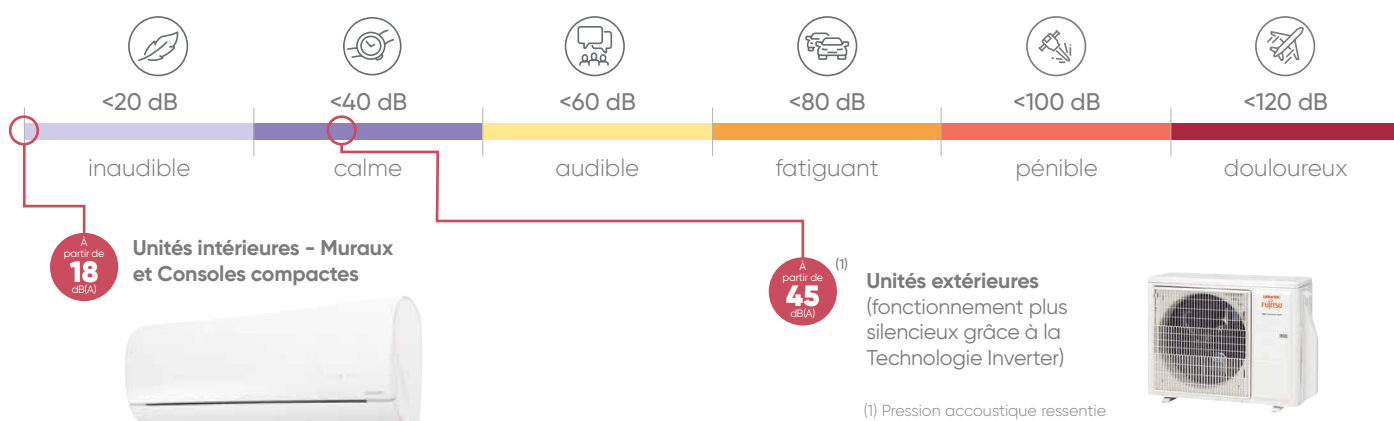 <20 dB
<40 dB
<60 dB
<80 dB
<100 dB
<120 dB
inaudible
calme
audible
fatiguant
pénible
douloureux
À
partir de
18
dB(A)
Unités intérieures - Muraux
et Consoles compactes
À
partir de
45
dB(A)
(1)
Unités extérieures
(fonctionnement plus
silencieux grâce à la
Technologie Inverter)
FUJITSU
(1) Pression accoustique ressentie